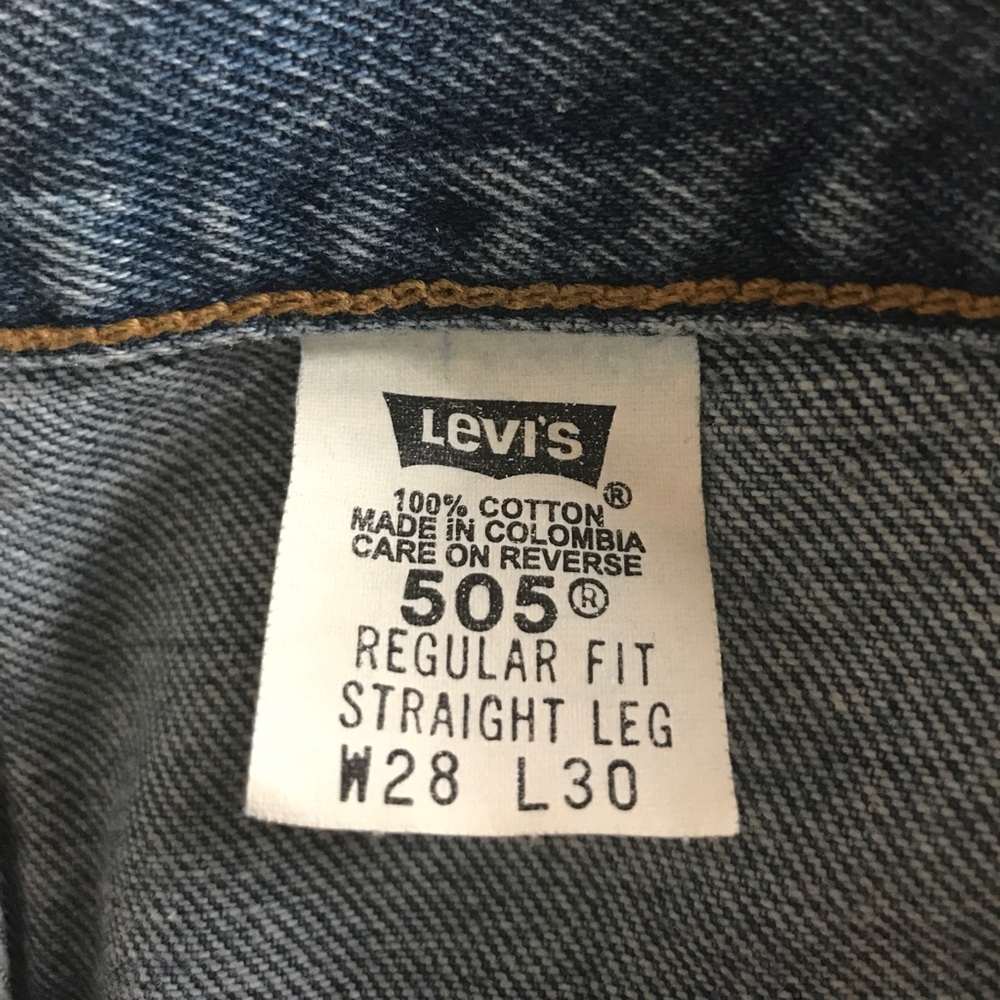 Levi's
®
100% COTTON
MADE IN COLOMBIA
CARE ON REVERSE
505®
REGULAR FIT
STRAIGHT LEG
W28 L30